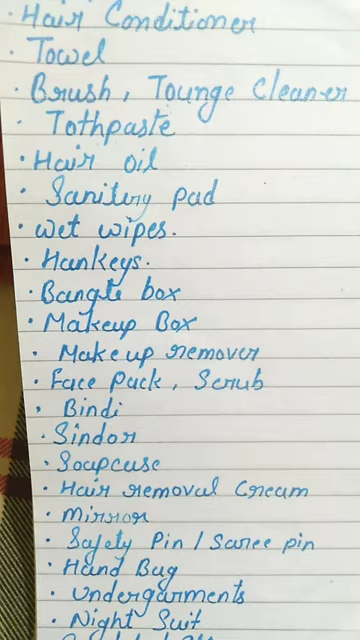 · Hair Conditioner
· Towel
· Brush, Tounge Cleaner
· Tothpaste
· Hair oil
· Sanitury pad
· wet wipes.
· Hankeys.
· Bangle box
· Makeup Box
· Makeup remover
· Face Pack, Scrub
· Bindi
· Sindor
· Soapcase
· Hair removal Cream
· Mirror
· Safety Pin / Saree pin
· Hand Bag
· Undergarments
· Night Suit